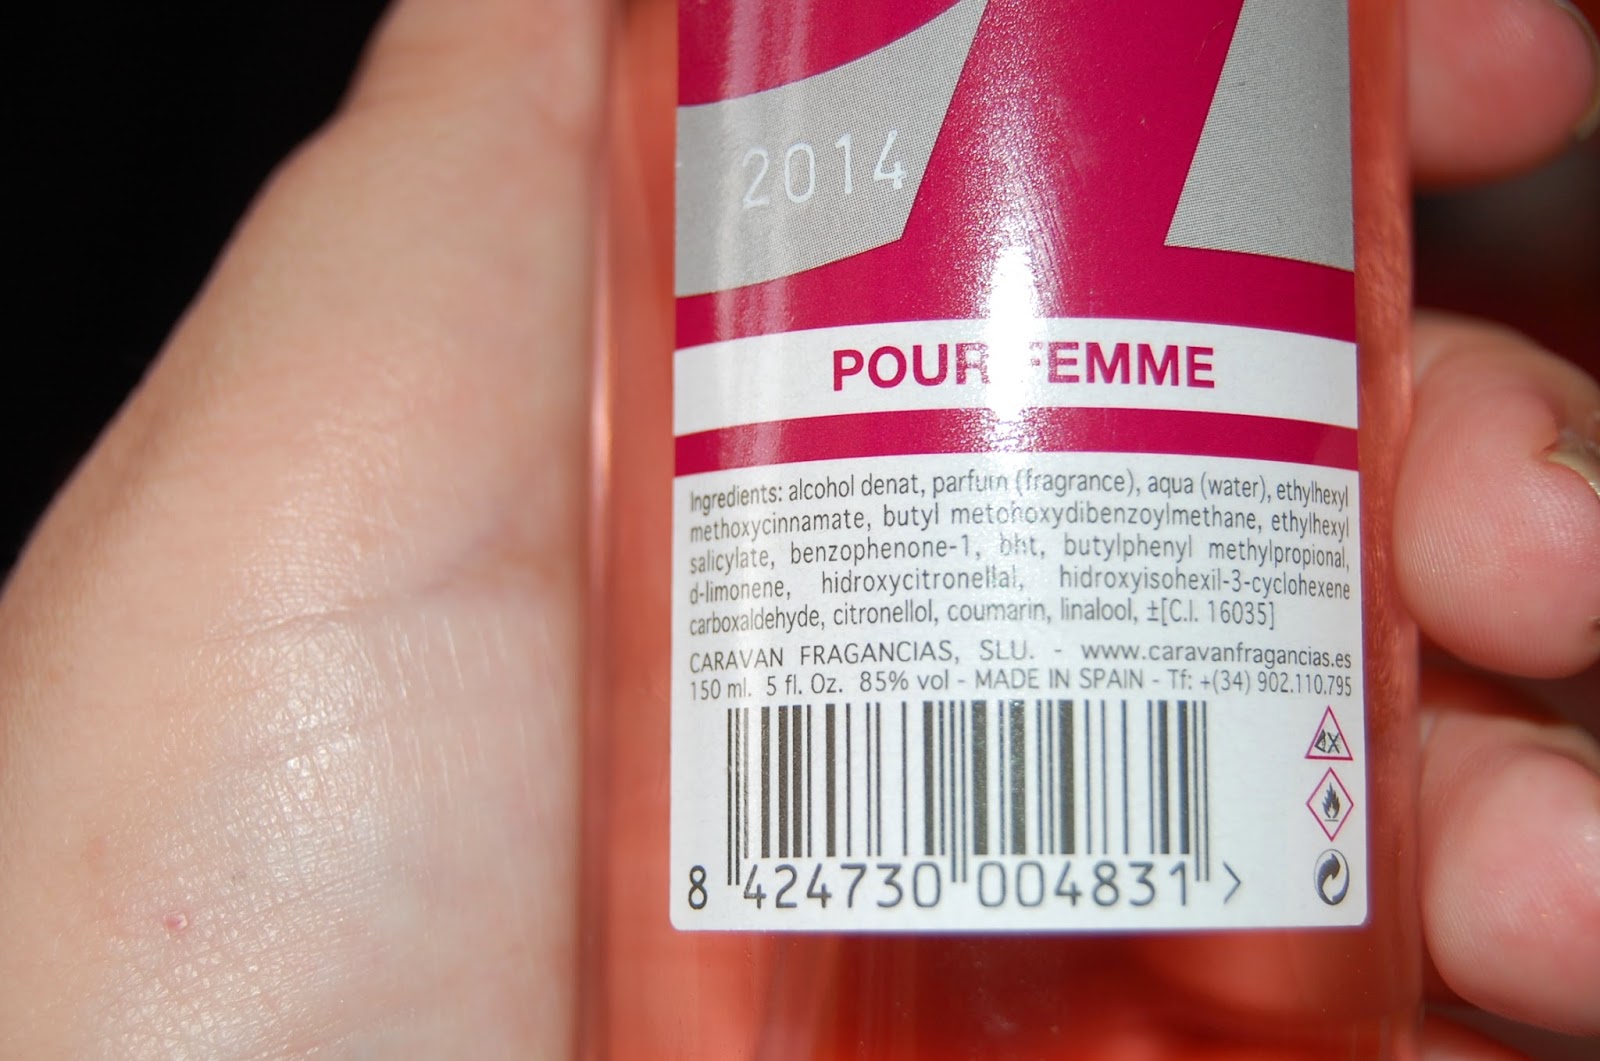 2014
POUR FEMME
Ingredients: alcohol denat, parfum (fragrance), aqua (water), ethylhexyl
methoxycinnamate, butyl metohoxydibenzoylmethane, ethylhexyl
salicylate, benzophenone-1, bht, butylphenyl methylpropional,
d-limonene, hidroxycitronellal, hidroxyisohexil-3-cyclohexene
carboxaldehyde, citronellol, coumarin, linalool, ±[C.I. 16035]
CARAVAN FRAGANCIAS, SLU. - www.caravanfragancias.es
150 ml. 5 fl. Oz. 85% vol - MADE IN SPAIN - Tf: +(34) 902.110.795
8 424730 004831 >